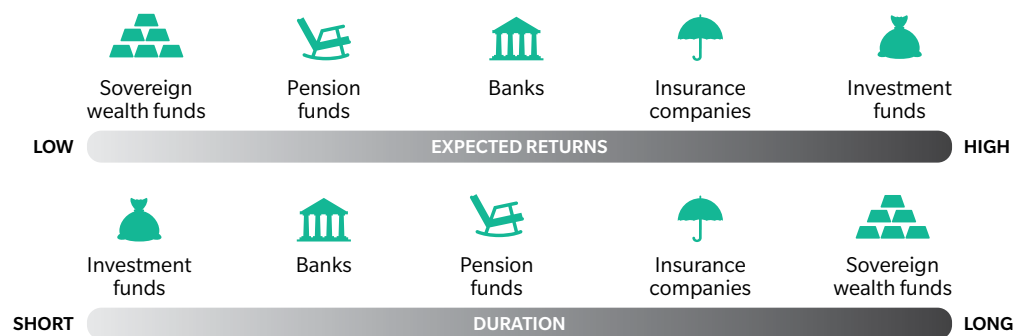 Sovereign
wealth funds
Pension
funds
Banks
Insurance
companies
Investment
funds
LOW
EXPECTED RETURNS
HIGH
Investment
funds
Banks
Pension
funds
Insurance
companies
Sovereign
wealth funds
SHORT
DURATION
LONG